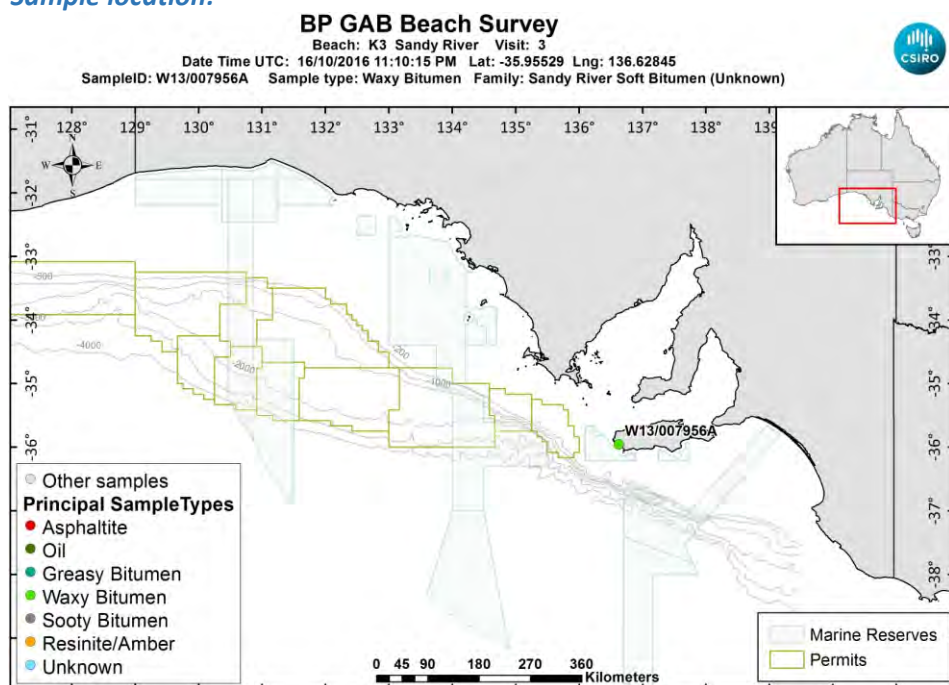 Sample location:
BP GAB Beach Survey
Beach: K3 Sandy River Visit: 3
Date Time UTC: 16/10/2016 11:10:15 PM Lat: -35.95529 Lng: 136.62845
SampleID: W13/007956A Sample type: Waxy Bitumen Family: Sandy River Soft Bitumen (Unknown)
CSIRO
128° 129° 130° 131° 132° 133° 134° 135° 136° 137° 138° 139
-31°
N
W E
S
-32°
-33°
-34°
-35°
-36°
-33°
-34°
-35°
-36°
-37°
-38°
-200
-1000
-2000
-4000
W13/007956A
Other samples
Principal SampleTypes
Asphaltite
Oil
Greasy Bitumen
Waxy Bitumen
Sooty Bitumen
Resinite/Amber
Unknown
0 45 90 180 270 360
Kilometers
Marine Reserves
Permits